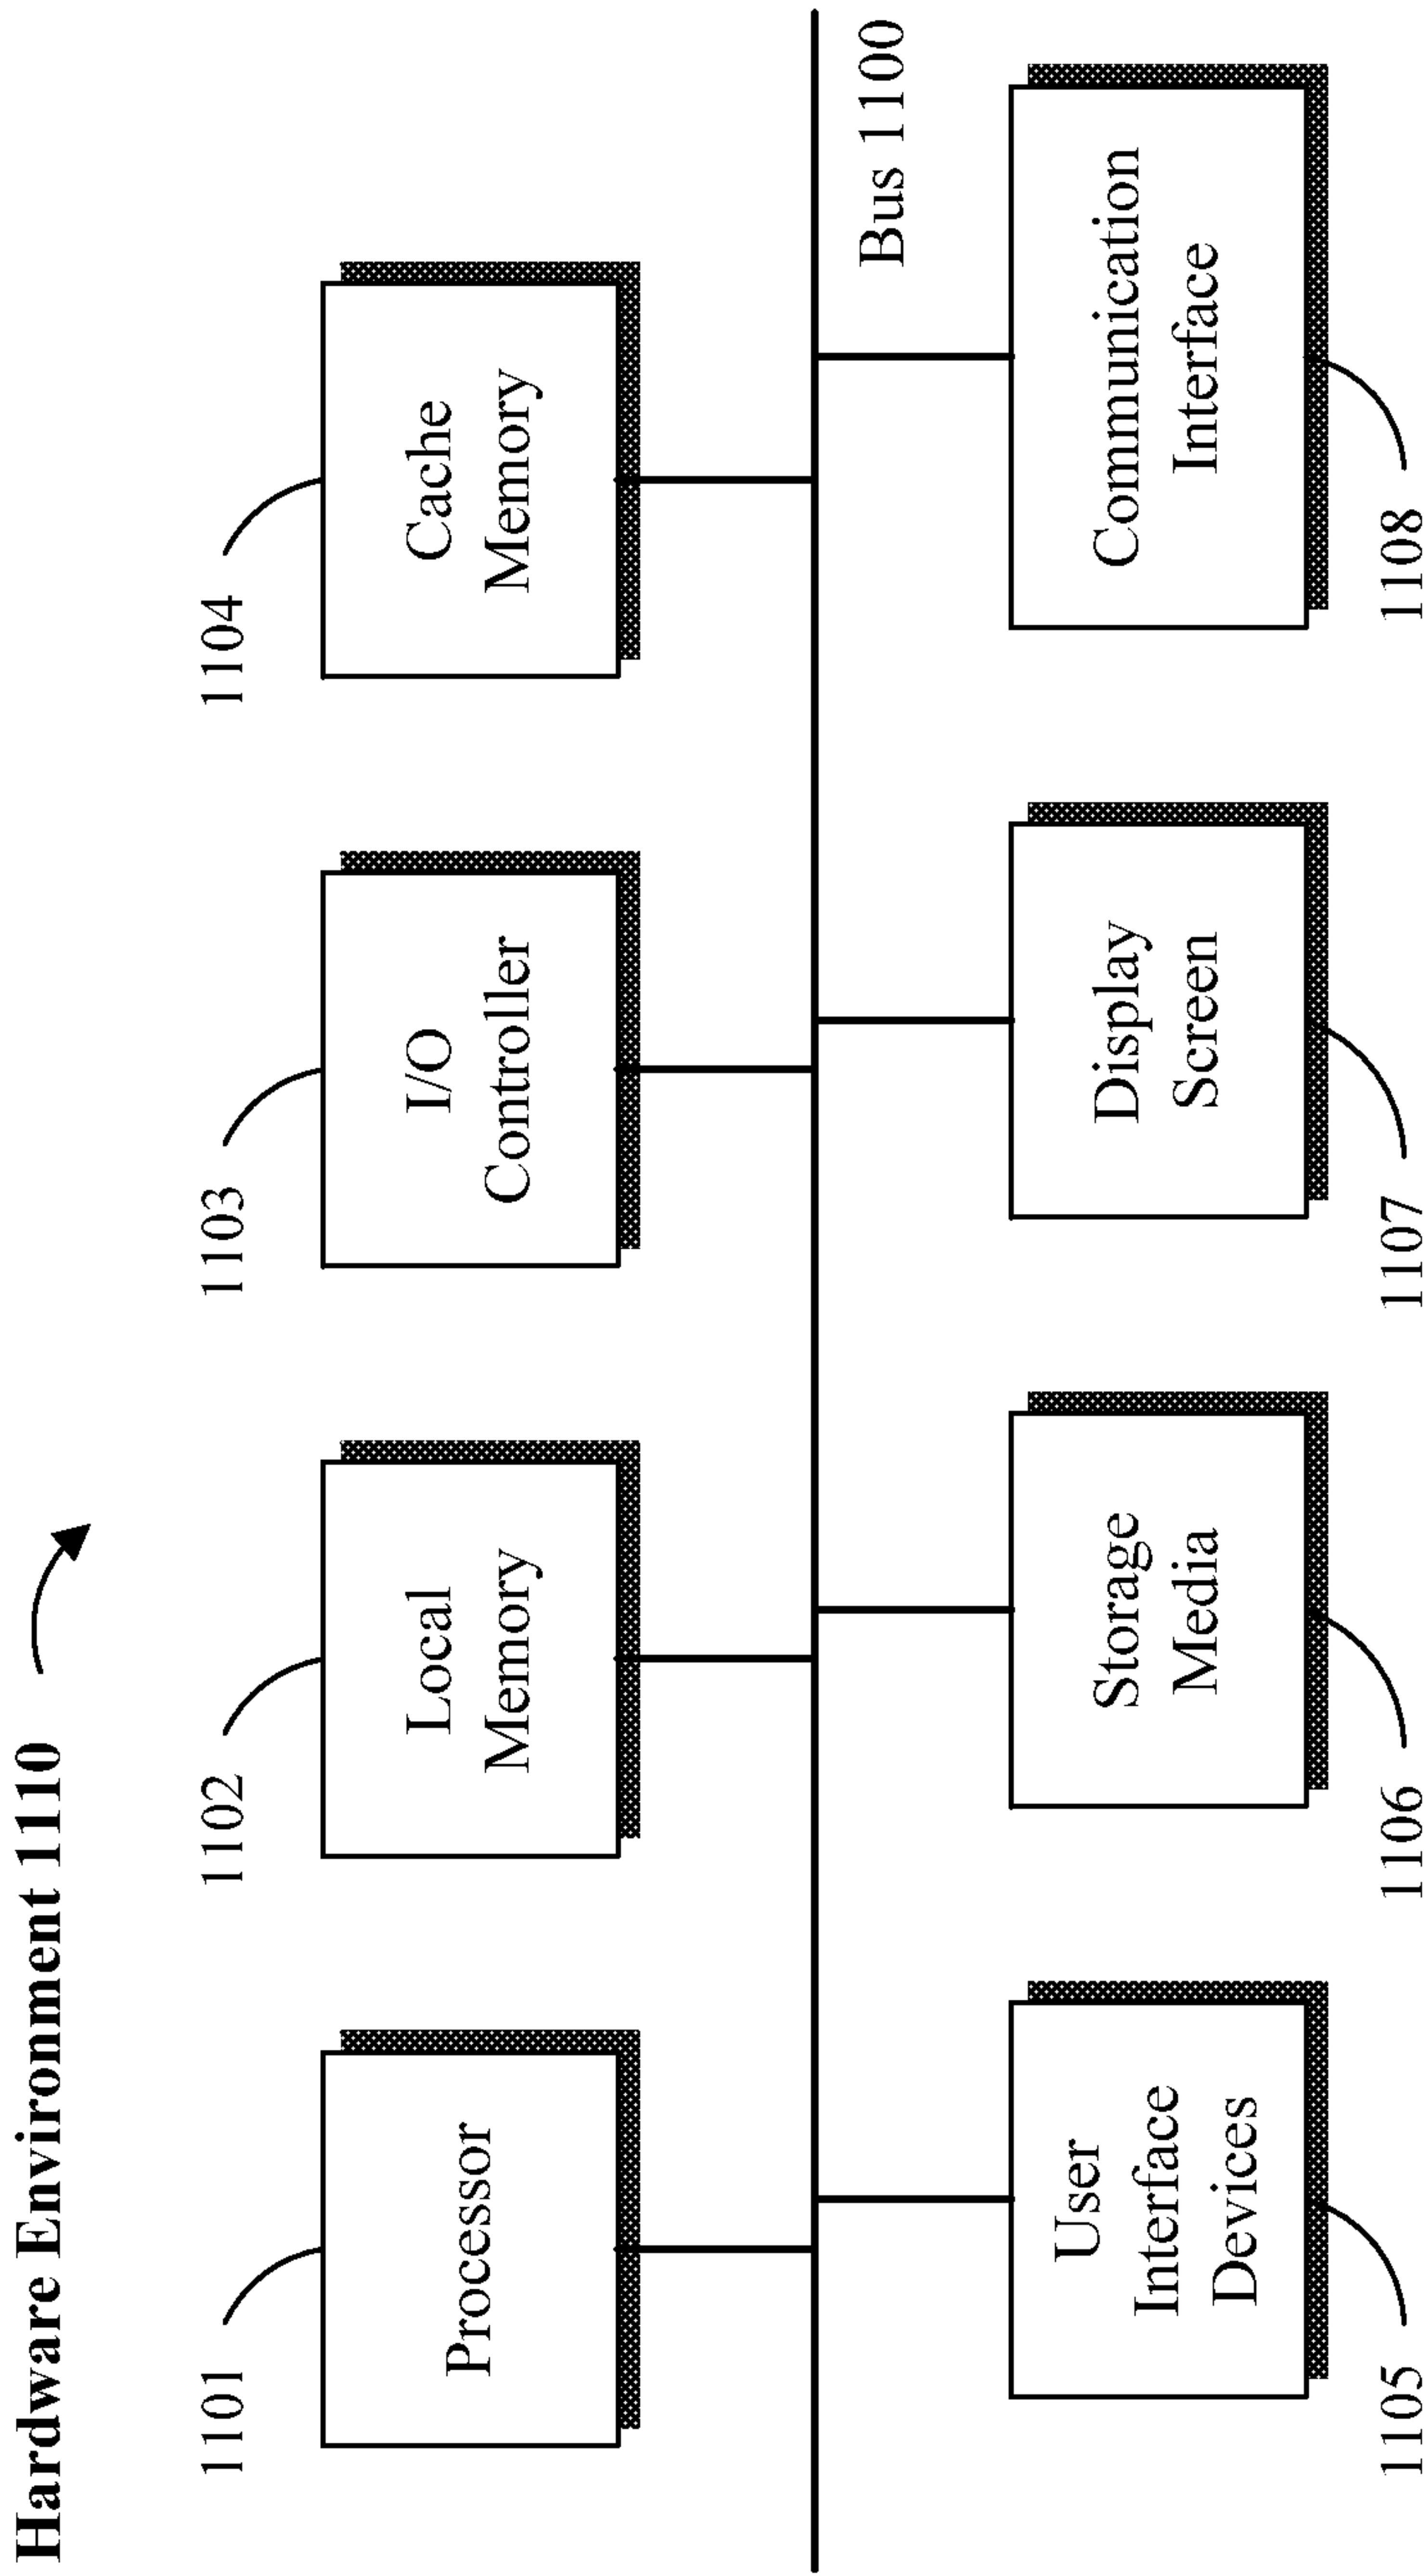 Hardware Environment 1110
1101
1102
1103
1104
Processor
Local
Memory
I/O
Controller
Cache
Memory
Bus 1100
User
Interface
Devices
Storage
Media
Display
Screen
Communication
Interface
1105
1106
1107
1108